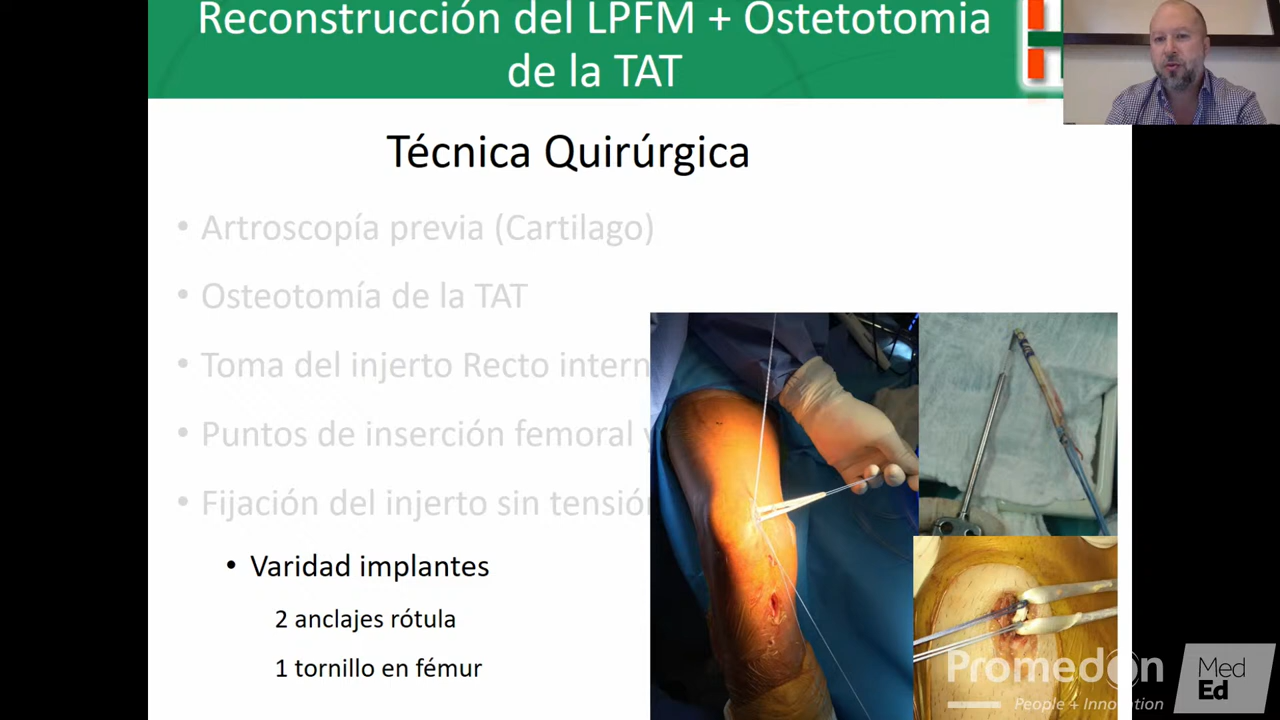 Reconstrucción del LPFM + Ostetotomia
de la TAT
Técnica Quirúrgica
• Artroscopía previa (Cartilago)
• Osteotomía de la TAT
• Toma del injerto Recto intern
• Puntos de inserción femoral y
• Fijación del injerto sin tensión
• Varidad implantes
2 anclajes rótula
1 tornillo en fémur
Promedon
People + Innovation
Med
Ed